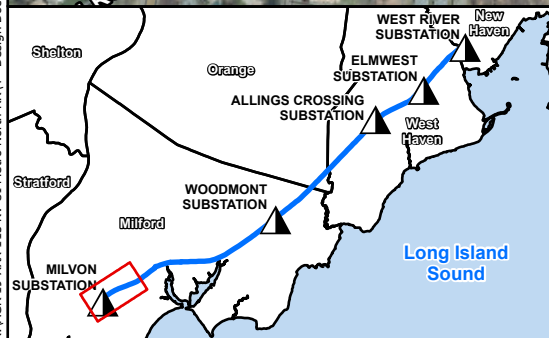 WEST RIVER
SUBSTATION
New
Haven
Shelton
Orange
ELMWEST
SUBSTATION
ALLINGS CROSSING
SUBSTATION
West
Haven
Stratford
WOODMONT
SUBSTATION
Milford
Long Island
Sound
MILVON
SUBSTATION